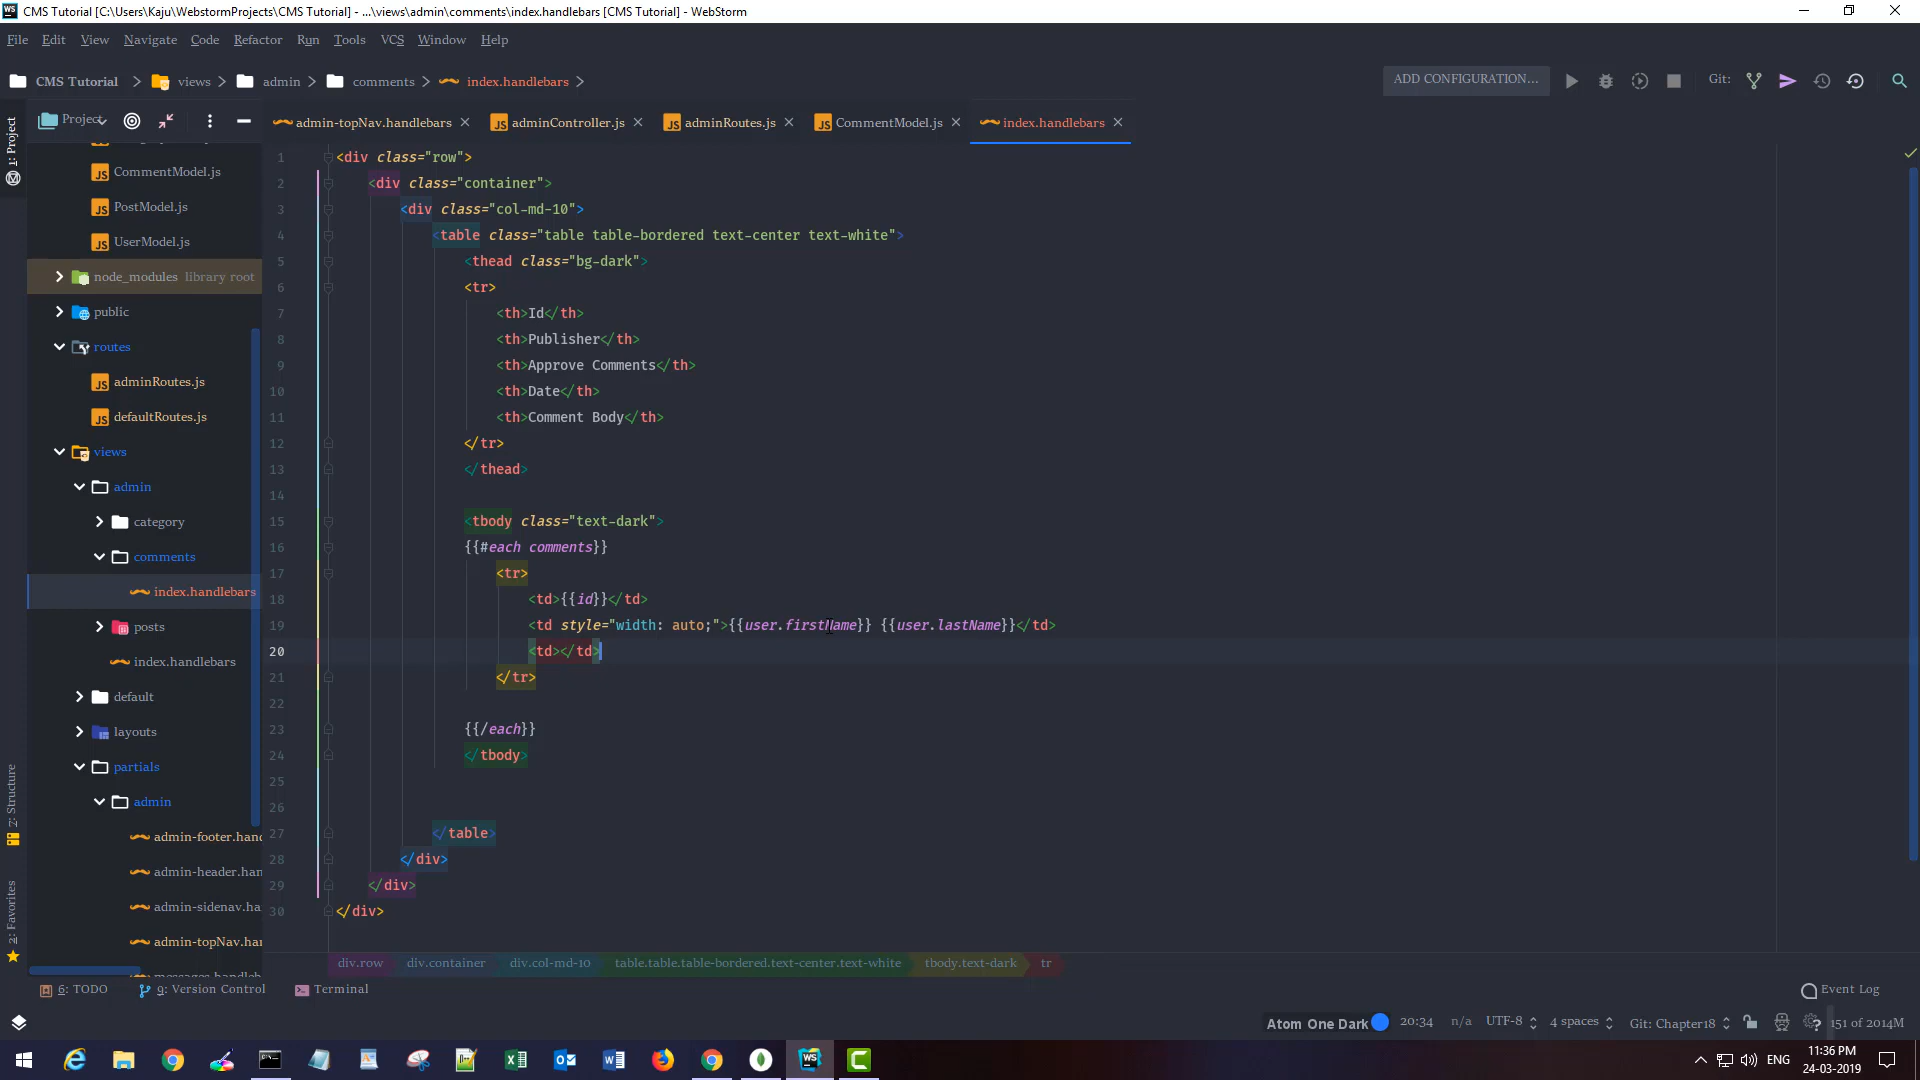 CMS Tutorial [C:\Users\Kaju\WebstormProjects\CMS Tutorial] - ...\views\admin\comments\index.handlebars [CMS Tutorial] - WebStorm
File Edit View Navigate Code Refactor Run Tools VCS Window Help
CMS Tutorial views admin comments index.handlebars ADD CONFIGURATION... Git:
Project
admin-topNav.handlebars adminController.js adminRoutes.js CommentModel.js index.handlebars
1: Project
CommentModel.js
PostModel.js
UserModel.js
node_modules library root
public
routes
adminRoutes.js
defaultRoutes.js
views
admin
category
comments
index.handlebars
posts
index.handlebars
default
layouts
partials
admin
admin-footer.hand
admin-header.han
admin-sidenav.ha
admin-topNav.har
messages.handleb
7: Structure
2: Favorites
1 <div class="row">
2 <div class="container">
3 <div class="col-md-10">
4 <table class="table table-bordered text-center text-white">
5 <thead class="bg-dark">
6 <tr>
7 <th>Id</th>
8 <th>Publisher</th>
9 <th>Approve Comments</th>
10 <th>Date</th>
11 <th>Comment Body</th>
12 </tr>
13 </thead>
14
15 <tbody class="text-dark">
16 {{#each comments}}
17 <tr>
18 <td>{{id}}</td>
19 <td style="width: auto;">{{user.firstName}} {{user.lastName}}</td>
20 <td></td>
21 </tr>
22
23 {{/each}}
24 </tbody>
25
26
27 </table>
28 </div>
29 </div>
30 </div>
div.row div.container div.col-md-10 table.table.table-bordered.text-center.text-white tbody.text-dark tr
6: TODO 9: Version Control Terminal Event Log
Atom One Dark 20:34 n/a UTF-8 4 spaces Git: Chapter18 151 of 2014M
ENG
11:36 PM
24-03-2019